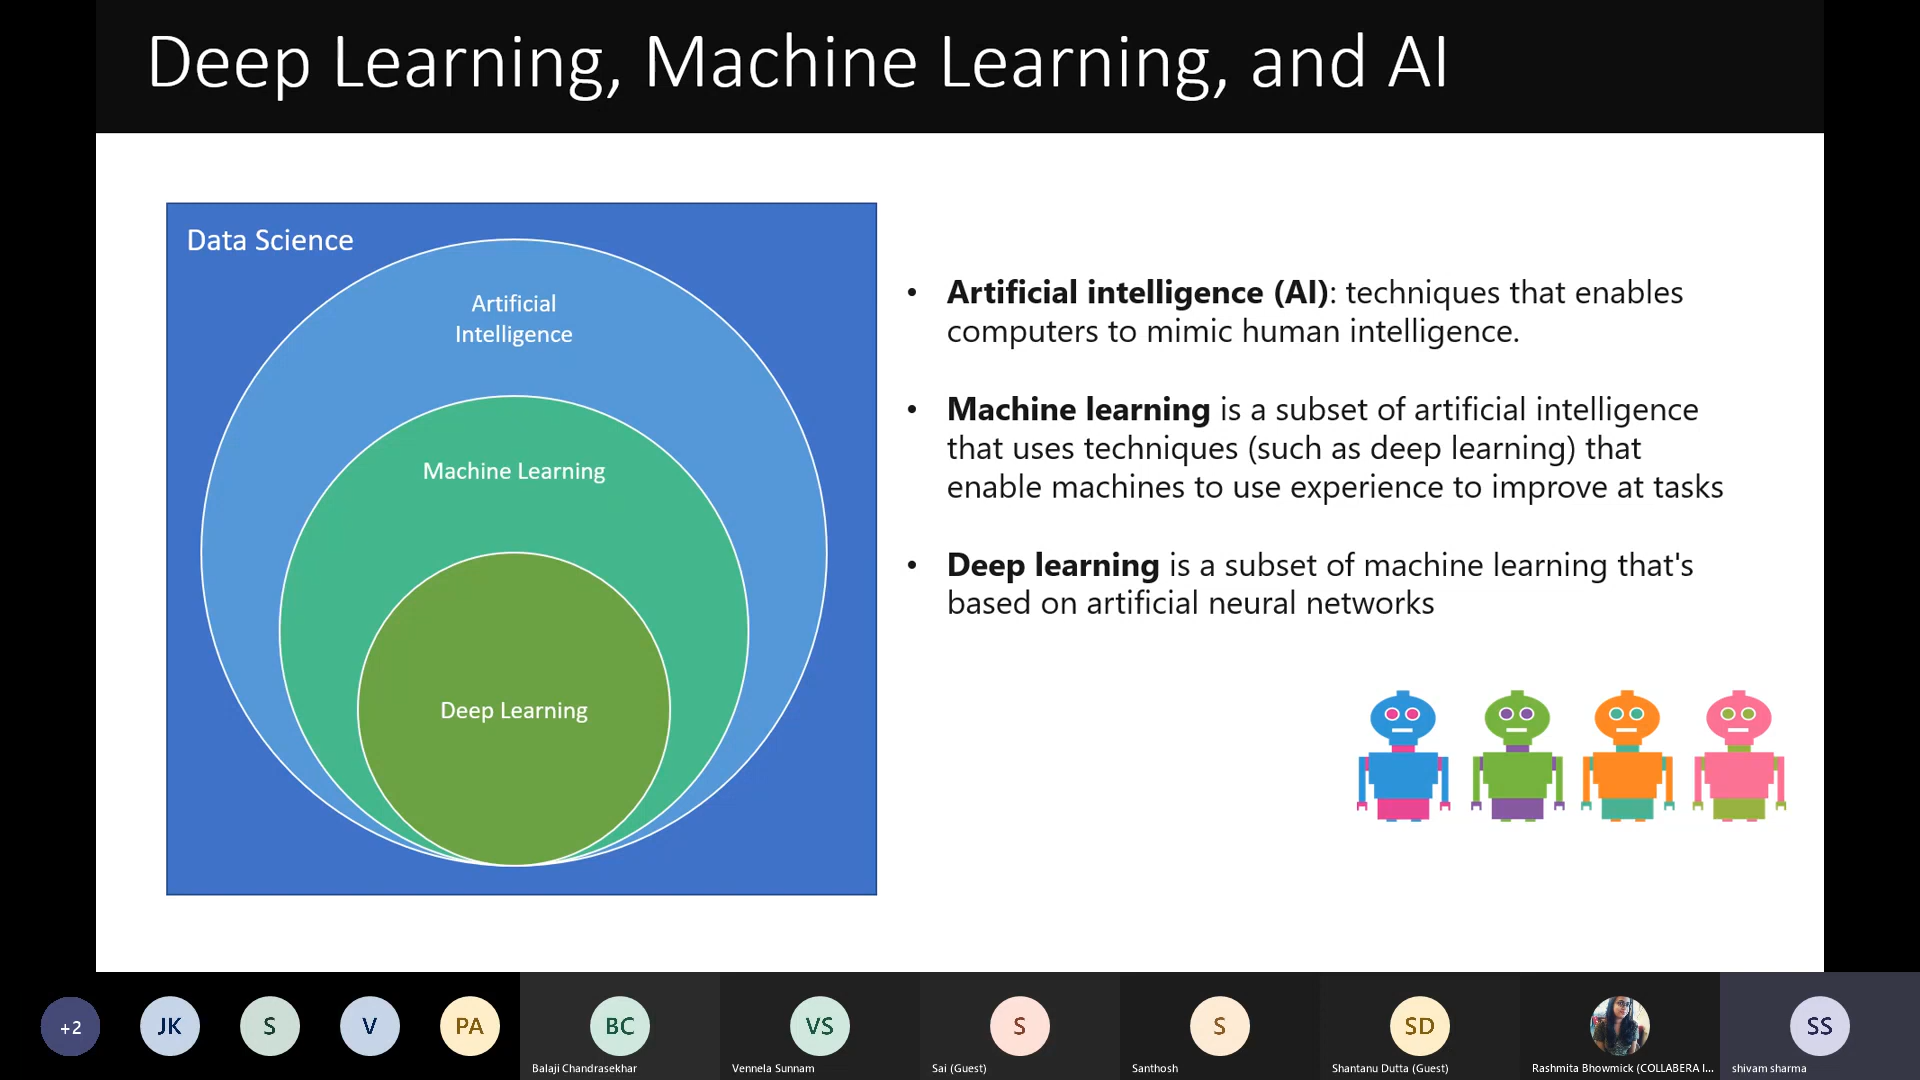 Deep Learning, Machine Learning, and AI
Data Science
Artificial
Intelligence
Machine Learning
Deep Learning
• Artificial intelligence (AI): techniques that enables
computers to mimic human intelligence.
• Machine learning is a subset of artificial intelligence
that uses techniques (such as deep learning) that
enable machines to use experience to improve at tasks
• Deep learning is a subset of machine learning that's
based on artificial neural networks
+2
JK
S
V
PA
BC
VS
S
S
SD
SS
Balaji Chandrasekhar
Vennela Sunnam
Sai (Guest)
Santhosh
Shantanu Dutta (Guest)
Rashmita Bhowmick (COLLABERA I...
shivam sharma